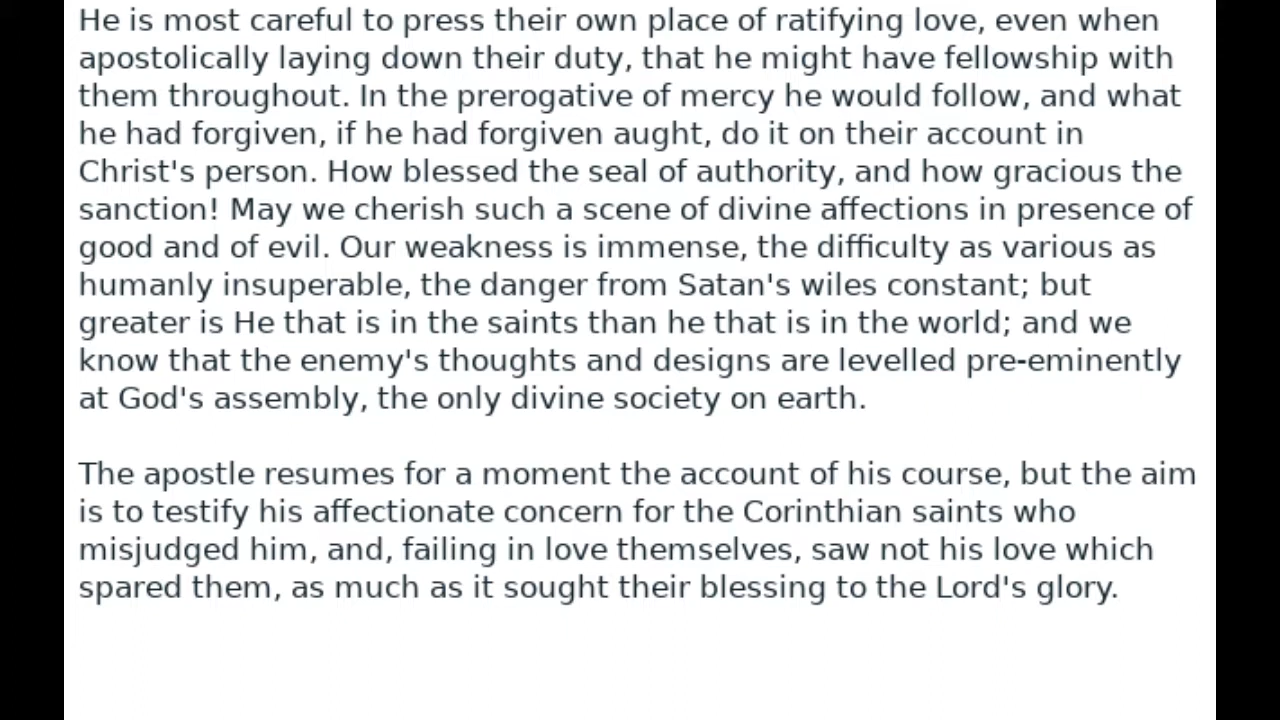 He is most careful to press their own place of ratifying love, even when
apostolically laying down their duty, that he might have fellowship with
them throughout. In the prerogative of mercy he would follow, and what
he had forgiven, if he had forgiven aught, do it on their account in
Christ's person. How blessed the seal of authority, and how gracious the
sanction! May we cherish such a scene of divine affections in presence of
good and of evil. Our weakness is immense, the difficulty as various as
humanly insuperable, the danger from Satan's wiles constant; but
greater is He that is in the saints than he that is in the world; and we
know that the enemy's thoughts and designs are levelled pre-eminently
at God's assembly, the only divine society on earth.
The apostle resumes for a moment the account of his course, but the aim
is to testify his affectionate concern for the Corinthian saints who
misjudged him, and, failing in love themselves, saw not his love which
spared them, as much as it sought their blessing to the Lord's glory.